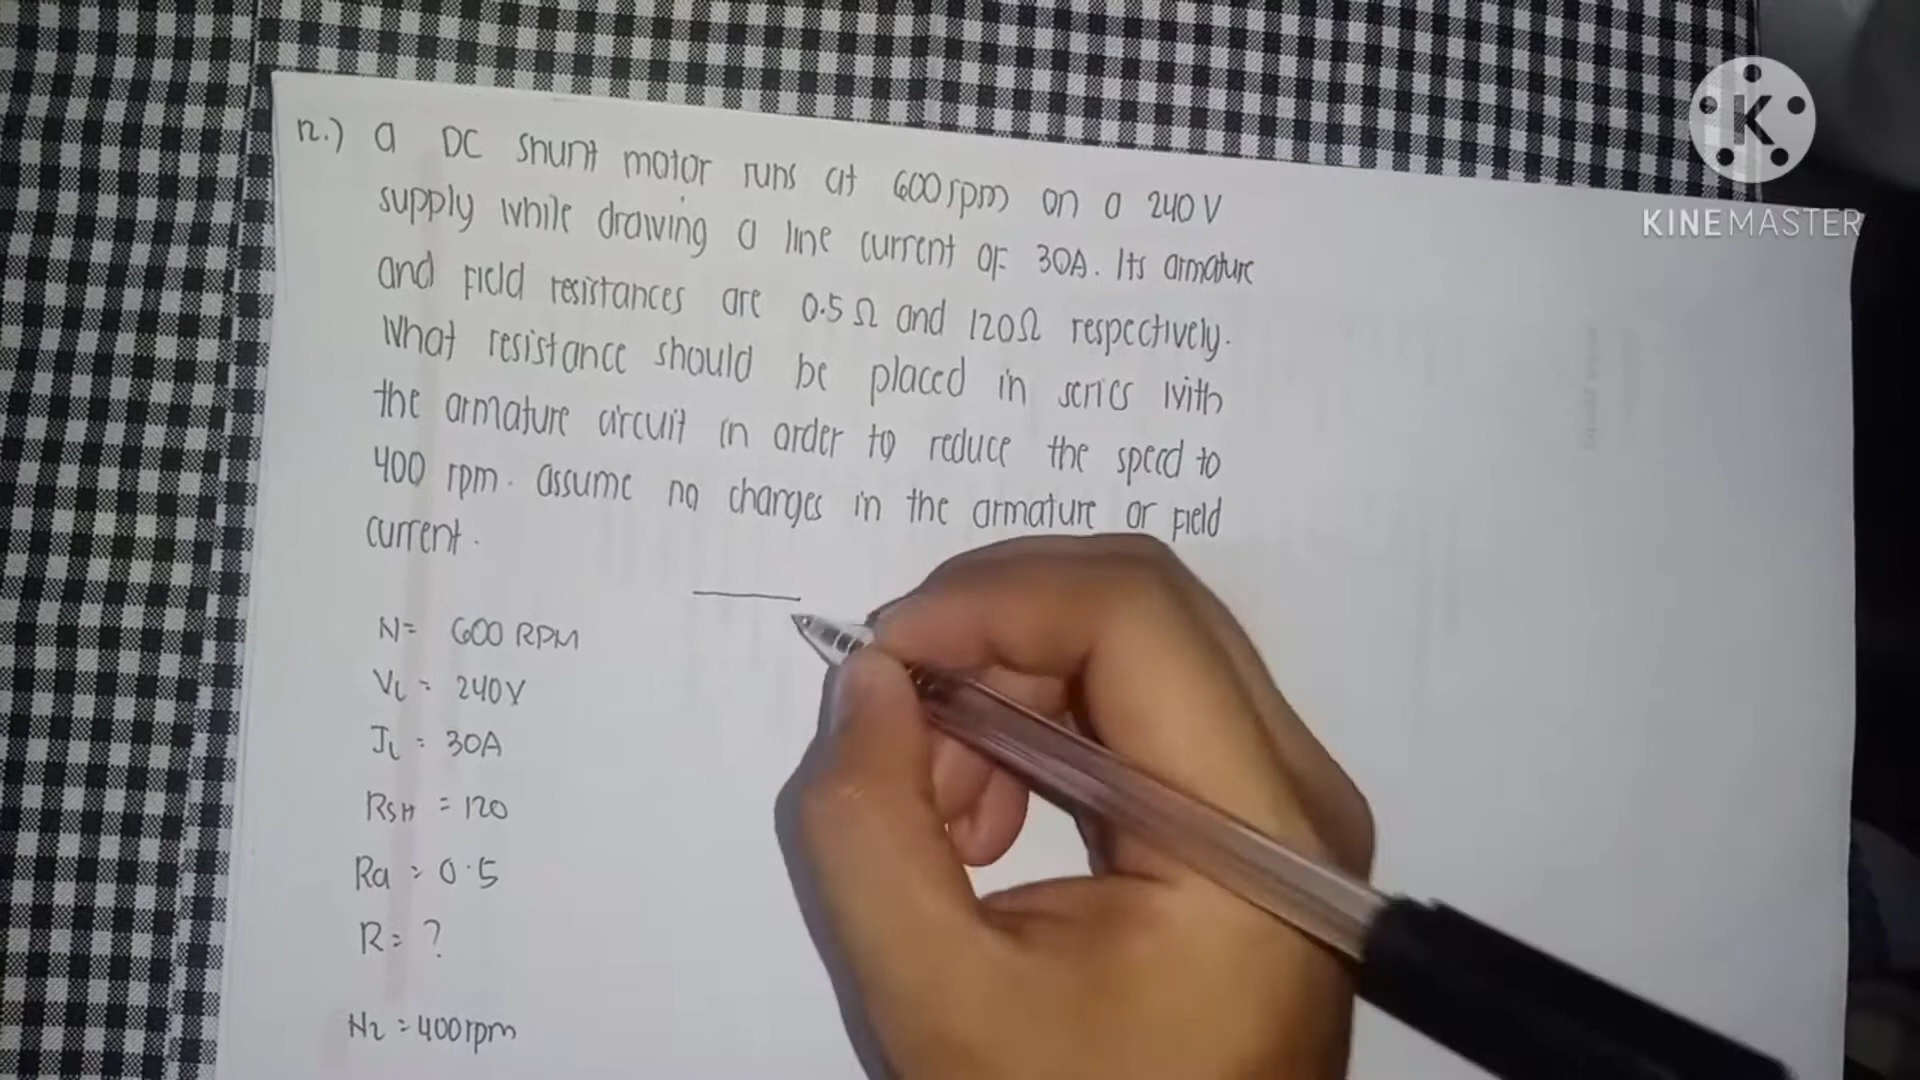 12.) a DC shunt motor runs at 600 rpm on a 240 V
supply while drawing a line current of 30A. Its armature
and field resistances are 0.5 Ω and 120Ω respectively.
What resistance should be placed in series with
the armature circuit in order to reduce the speed to
400 rpm. assume no changes in the armature or field
current.
N = 600 RPM
VL = 240V
IL = 30A
RSH = 120
Ra = 0.5
R = ?
N2 = 400rpm
K
KINEMASTER